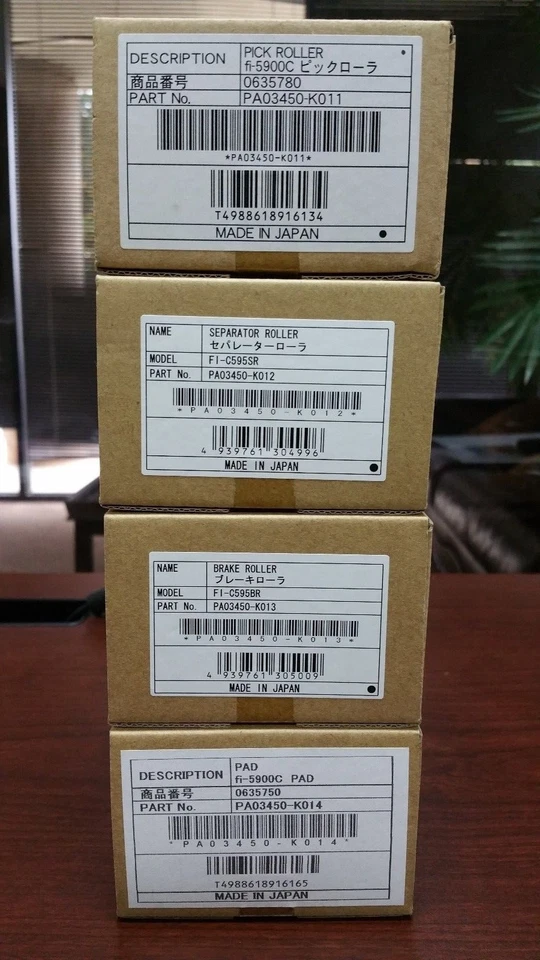 DESCRIPTION PICK ROLLER
fi-5900C ピックローラ
商品番号 0635780
PART No. PA03450-K011
*PA03450-K011*
T4988618916134
MADE IN JAPAN
NAME SEPARATOR ROLLER
セパレーターローラ
MODEL FI-C595SR
PART No. PA03450-K012
*PA03450-K012*
4 939761 304996
MADE IN JAPAN
NAME BRAKE ROLLER
ブレーキローラ
MODEL FI-C595BR
PART No. PA03450-K013
*PA03450-K013*
4 939761 305009
MADE IN JAPAN
DESCRIPTION PAD
fi-5900C PAD
商品番号 0635750
PART No. PA03450-K014
*PA03450-K014*
T4988618916165
MADE IN JAPAN